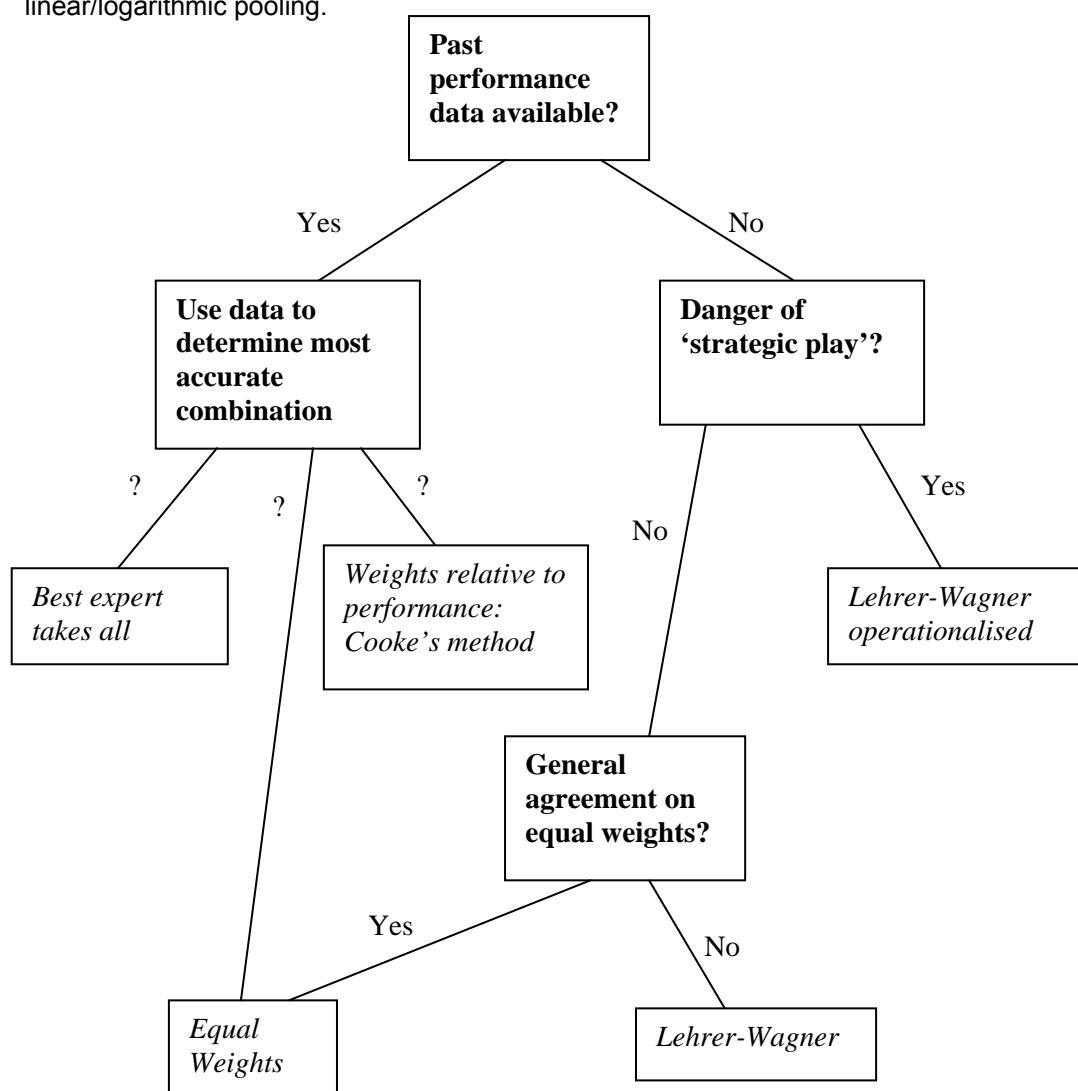 linear/logarithmic pooling.
Past
performance
data available?
Yes
No
Use data to
determine most
accurate
combination
Danger of
‘strategic play’?
?
?
?
Yes
No
Best expert
takes all
Weights relative to
performance:
Cooke’s method
Lehrer-Wagner
operationalised
General
agreement on
equal weights?
Yes
No
Equal
Weights
Lehrer-Wagner